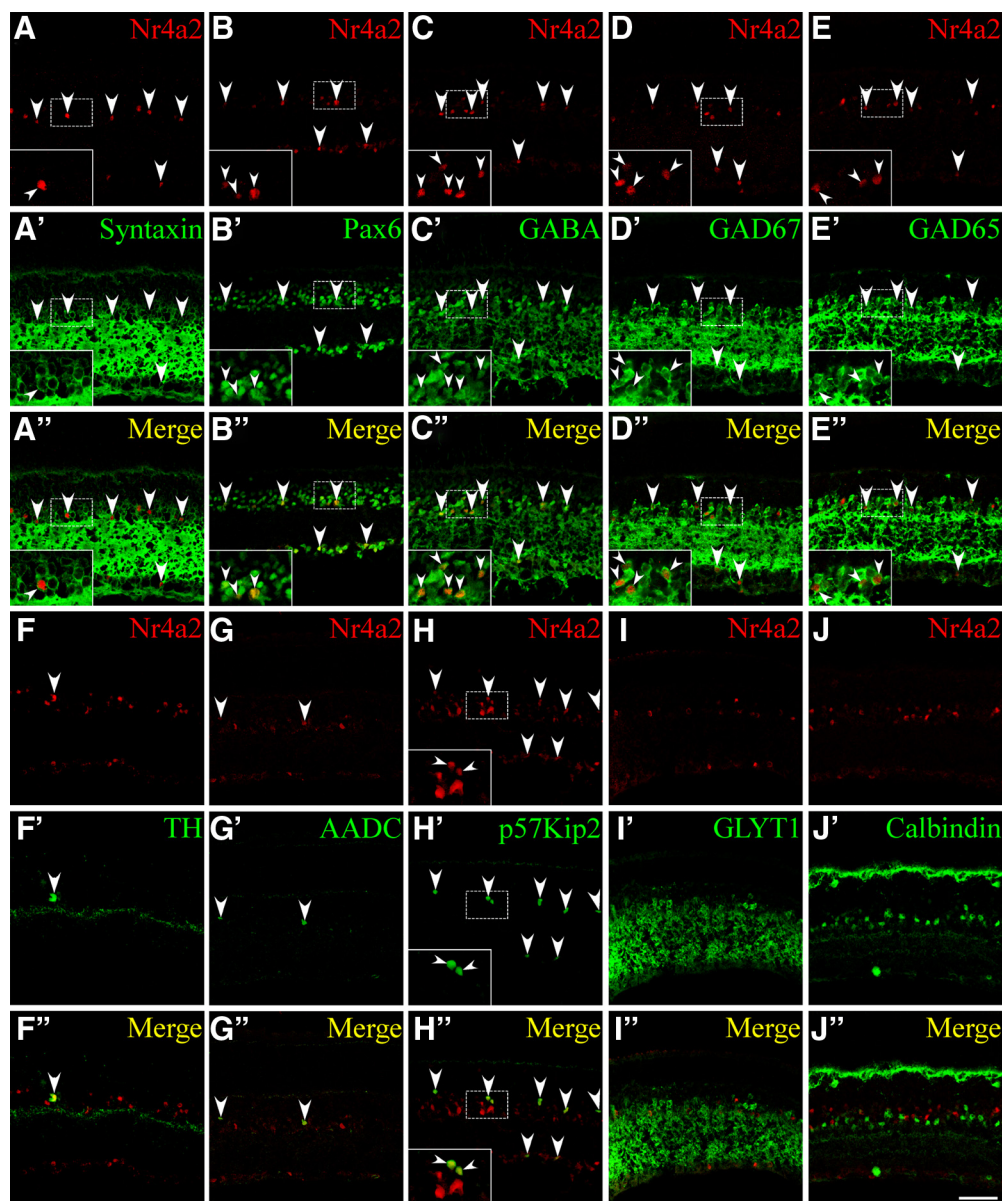 A Nr4a2 B Nr4a2 C Nr4a2 D Nr4a2 E Nr4a2
A' Syntaxin B' Pax6 C' GABA D' GAD67 E' GAD65
A" Merge B" Merge C" Merge D" Merge E" Merge
F Nr4a2 G Nr4a2 H Nr4a2 I Nr4a2 J Nr4a2
F' TH G' AADC H' p57Kip2 I' GLYT1 J' Calbindin
F" Merge G" Merge H" Merge I" Merge J" Merge